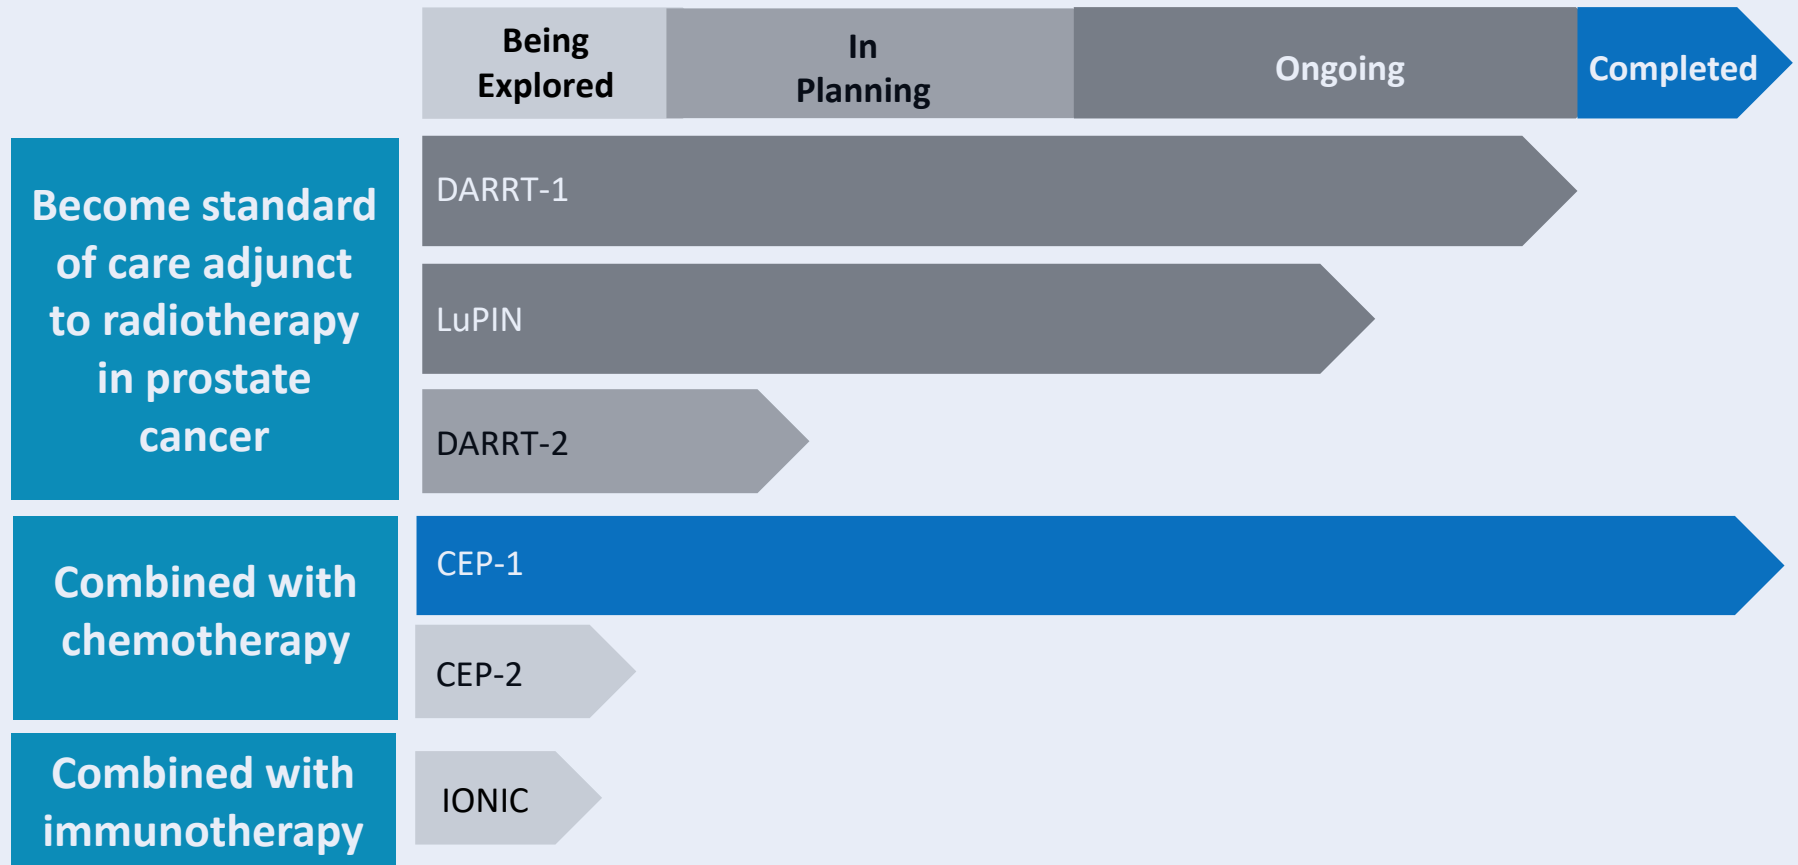 Being
Explored
In
Planning
Ongoing
Completed
Become standard
of care adjunct
to radiotherapy
in prostate
cancer
DARRT-1
LuPIN
DARRT-2
Combined with
chemotherapy
CEP-1
CEP-2
Combined with
immunotherapy
IONIC